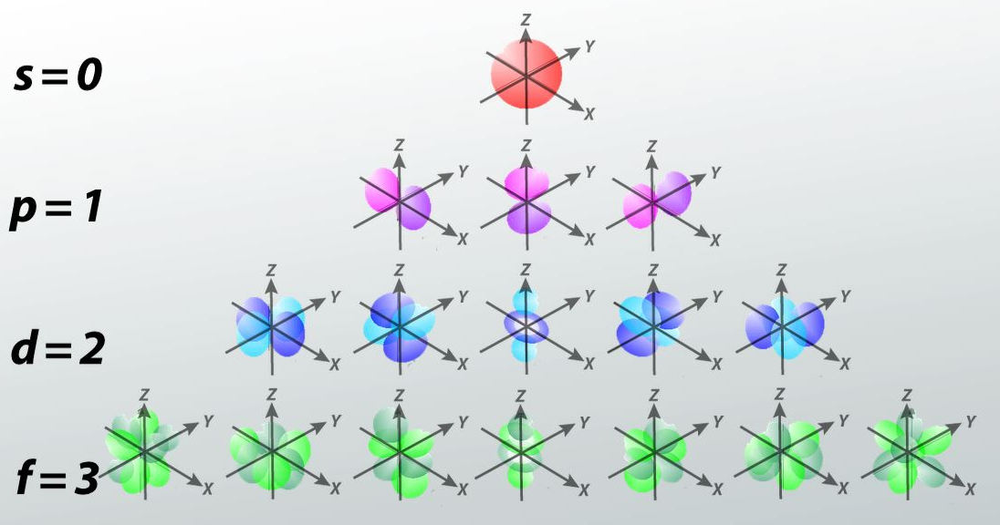 Z
Y
s = 0
X
Z Z Z
Y Y Y
p = 1
X X X
Z Z Z Z Z
Y Y Y Y Y
d = 2
X X X X X
Z Z Z Z Z Z Z
Y Y Y Y Y Y Y
f = 3
X X X X X X X